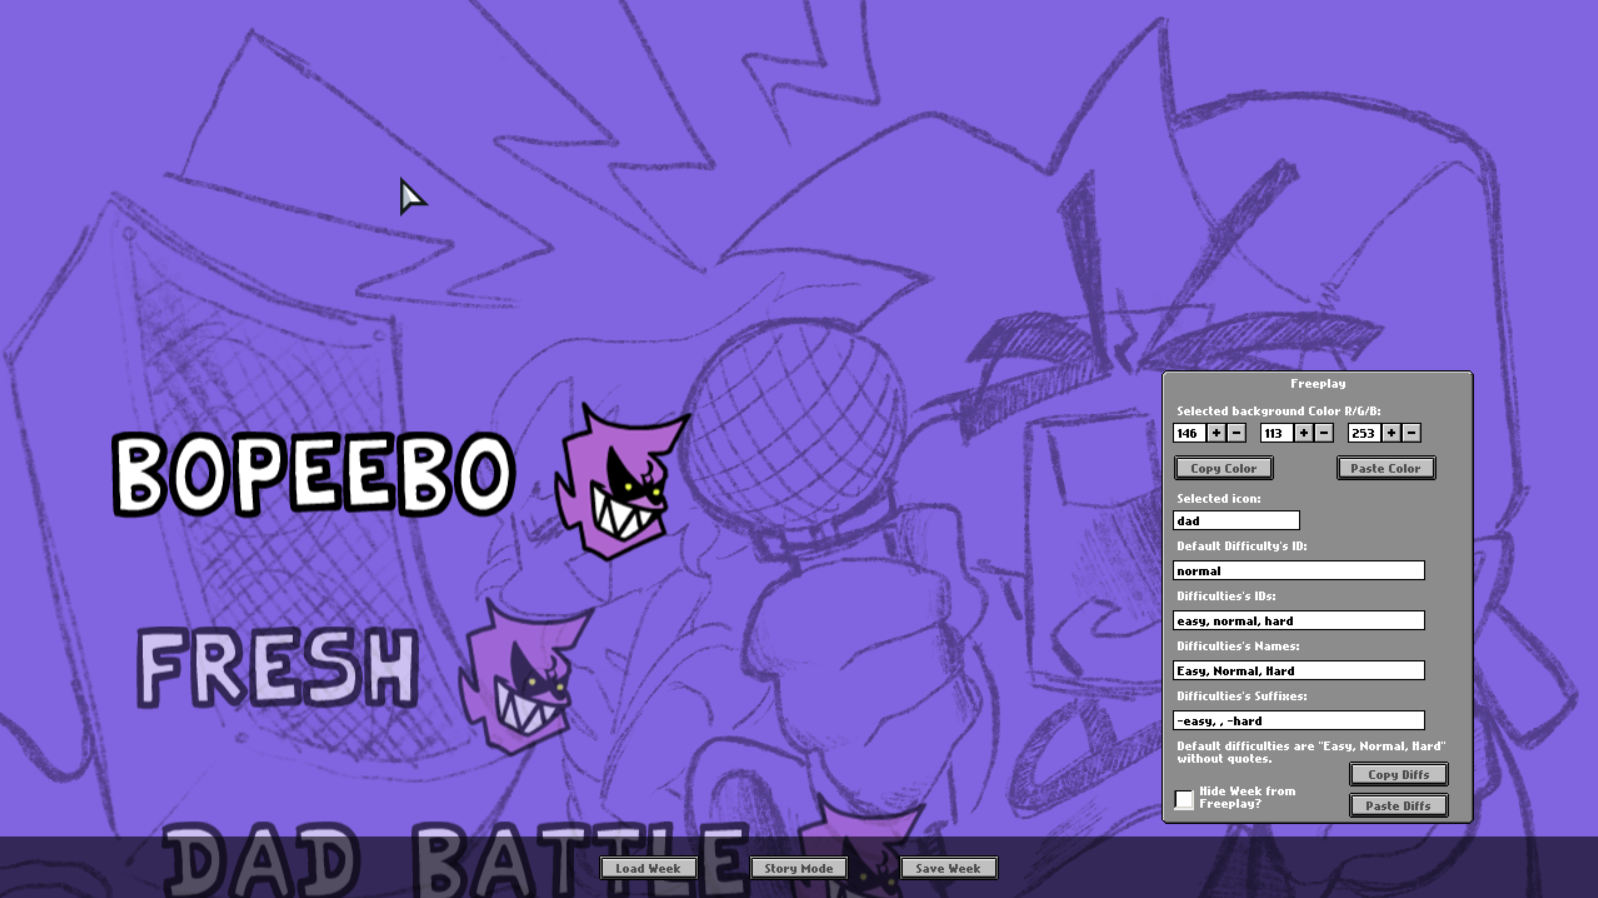 BOPEEBO
FRESH
DAD BATTLE
Freeplay
Selected background Color R/G/B:
146 + - 113 + - 253 + -
Copy Color Paste Color
Selected icon:
dad
Default Difficulty's ID:
normal
Difficulties's IDs:
easy, normal, hard
Difficulties's Names:
Easy, Normal, Hard
Difficulties's Suffixes:
-easy, , -hard
Default difficulties are "Easy, Normal, Hard"
without quotes.
Copy Diffs
Hide Week from
Freeplay?
Paste Diffs
Load Week Story Mode Save Week